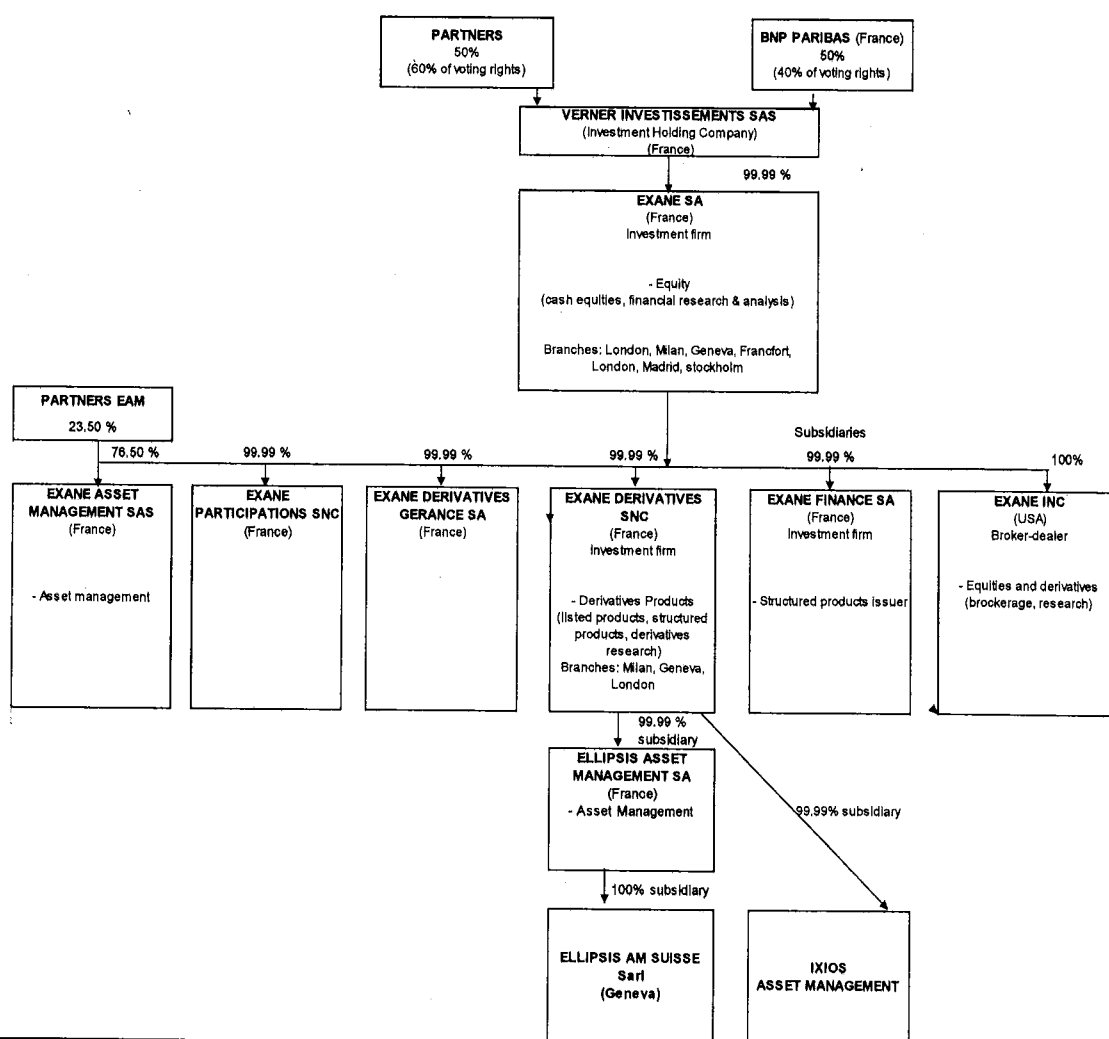 PARTNERS
50%
(60% of voting rights)
BNP PARIBAS (France)
50%
(40% of voting rights)
VERNER INVESTISSEMENTS SAS
(Investment Holding Company)
(France)
99.99 %
EXANE SA
(France)
Investment firm
- Equity
(cash equities, financial research & analysis)
Branches: London, Milan, Geneva, Francfort,
London, Madrid, stockholm
PARTNERS EAM
23,50 %
Subsidiaries
76,50 %
99.99 %
99.99 %
99.99 %
99.99 %
100%
EXANE ASSET
MANAGEMENT SAS
(France)
- Asset management
EXANE
PARTICIPATIONS SNC
(France)
EXANE DERIVATIVES
GERANCE SA
(France)
EXANE DERIVATIVES
SNC
(France)
Investment firm
- Derivatives Products
(listed products, structured
products, derivatives
research)
Branches: Milan, Geneva,
London
EXANE FINANCE SA
(France)
Investment firm
- Structured products issuer
EXANE INC
(USA)
Broker-dealer
- Equities and derivatives
(brockerage, research)
99.99 %
subsidiary
ELLIPSIS ASSET
MANAGEMENT SA
(France)
- Asset Management
99,99% subsidiary
100% subsidiary
ELLIPSIS AM SUISSE
Sarl
(Geneva)
IXIOS
ASSET MANAGEMENT